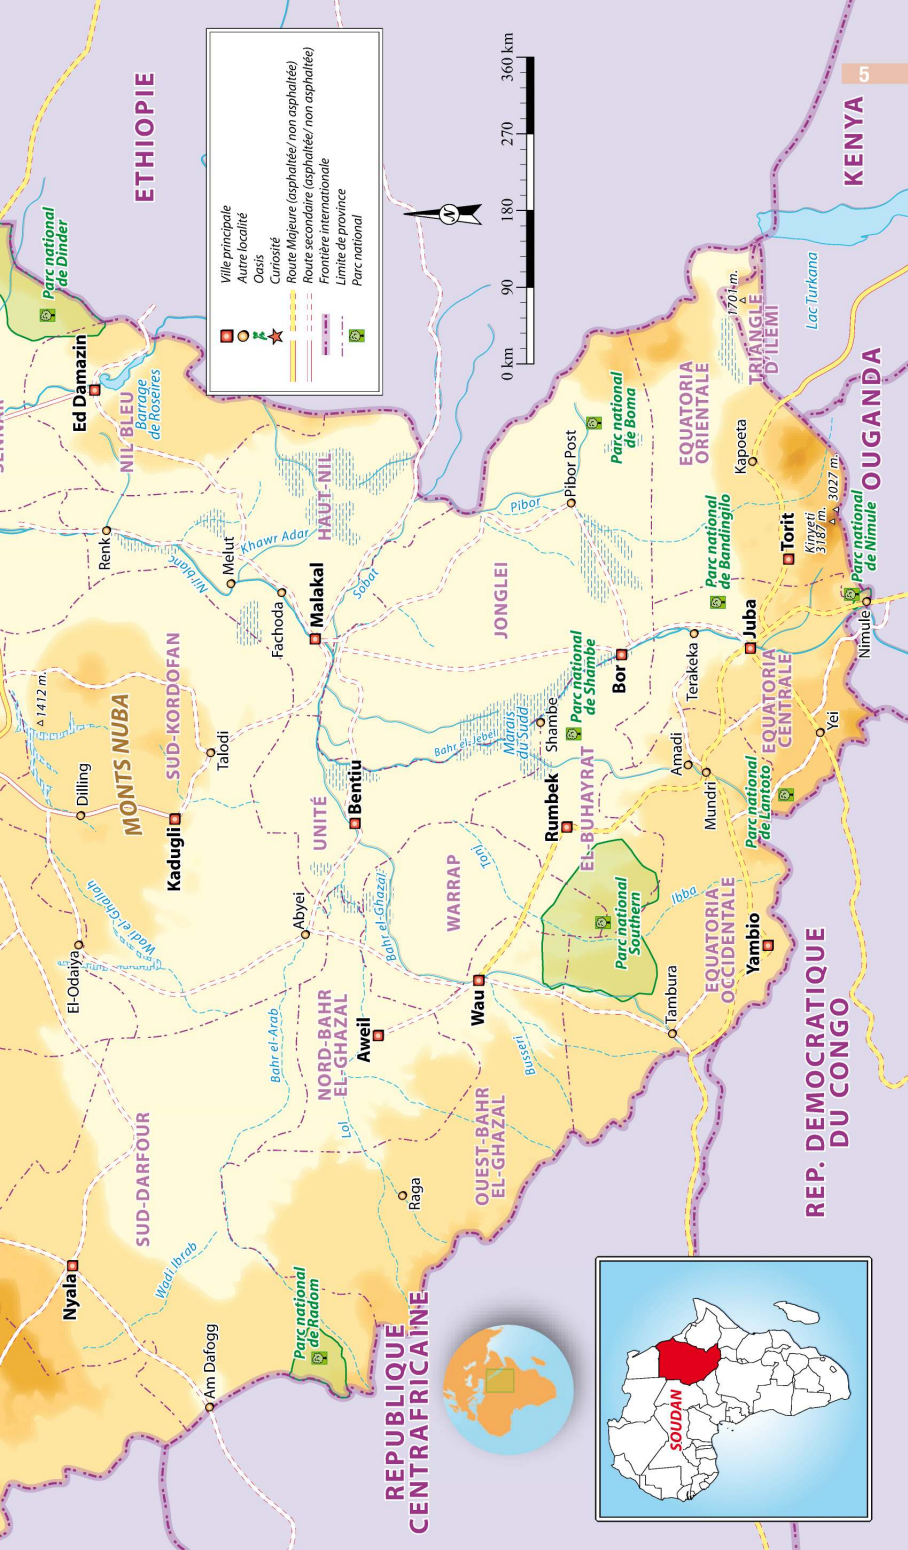 Nyala
El-Odaiya
Dilling
1412 m.
Renk
Ed Damazin
Parc national
de Dinder
ETHIOPIE
NIL BLEU
Barrage
de Roseires
SUD-DARFOUR
Wadi el-Ghallah
MONTS NUBA
SUD-KORDOFAN
Kadugli
Talodi
Nil blanc
Melut
Khawr Adar
Wadi Ibrab
Am Dafogg
Bahr el-Arab
Abyei
Fachoda
Malakal
HAUT-NIL
Sobat
Ville principale
Autre localité
Oasis
Curiosité
Route Majeure (asphaltée/ non asphaltée)
Route secondaire (asphaltée/ non asphaltée)
Frontière internationale
Limite de province
Parc national
N
0 km
90
180
270
360 km
Parc national
de Radom
NORD-BAHR
EL-GHAZAL
Aweil
Lol
UNITÉ
Bentiu
Bahr el-Ghazal
Raga
REPUBLIQUE
CENTRAFRICAINE
OUEST-BAHR
EL-GHAZAL
Wau
Busseri
WARRAP
Tonj
Bahr el-Jebel
Marais
du Sudd
Shambe
JONGLEI
Pibor
Pibor Post
Parc national
de Shambe
Rumbek
EL-BUHAYRAT
Bor
Parc national
de Boma
Parc national
Southern
Ibba
Tambura
EQUATORIA
OCCIDENTALE
Yambio
Amadi
Mundri
Terakeka
Parc national
de Bandingilo
EQUATORIA
ORIENTALE
Kapoeta
1701 m.
TRIANGLE
D'ILEMI
Lac Turkana
Parc national
de Lantoto
EQUATORIA
CENTRALE
Juba
Torit
Kinyeti
3187 m.
3027 m.
Yei
Nimule
Parc national
de Nimule
REP. DEMOCRATIQUE
DU CONGO
OUGANDA
KENYA
5
SOUDAN